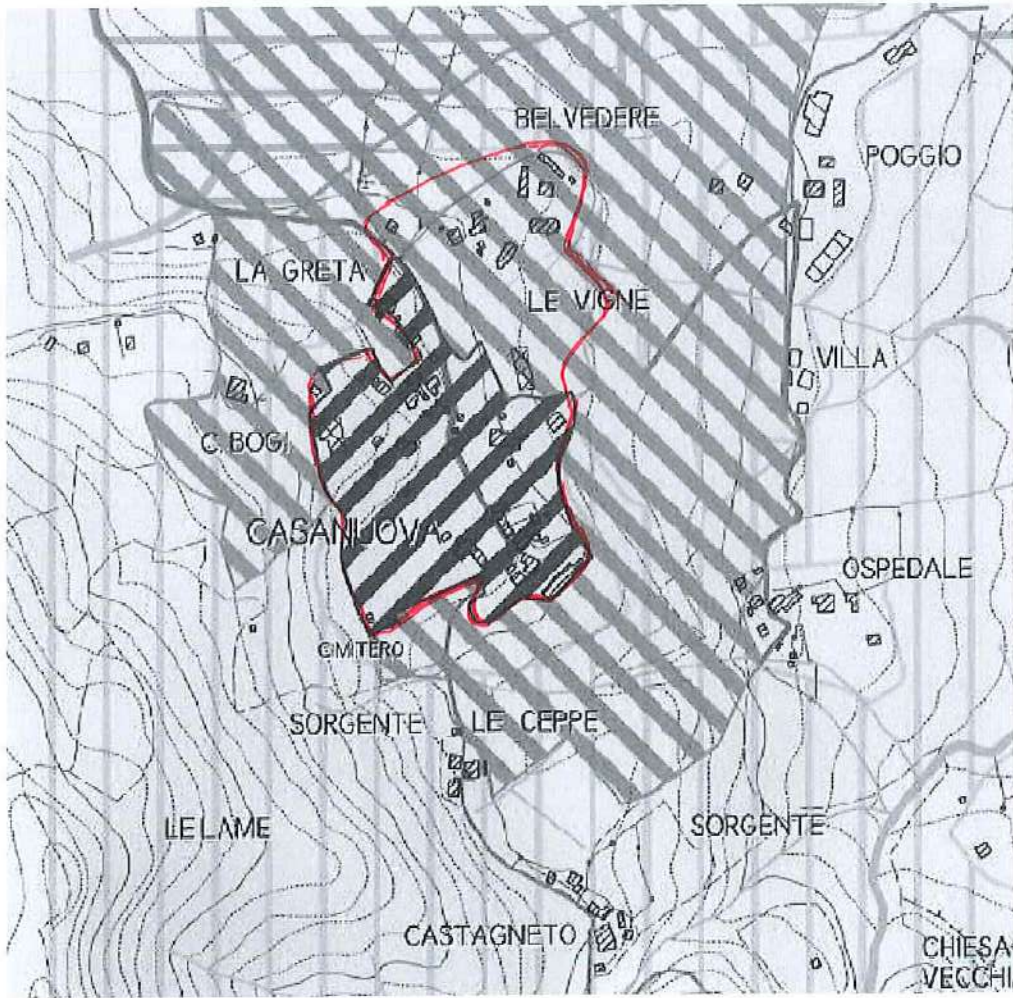 BELVEDERE
POGGIO
LA GRETA
LE VIGNE
VILLA
C. BOGI
CASANUOVA
OSPEDALE
CIMITERO
SORGENTE
LE CEPPE
LE LAME
SORGENTE
CASTAGNETO
CHIESA
VECCHI